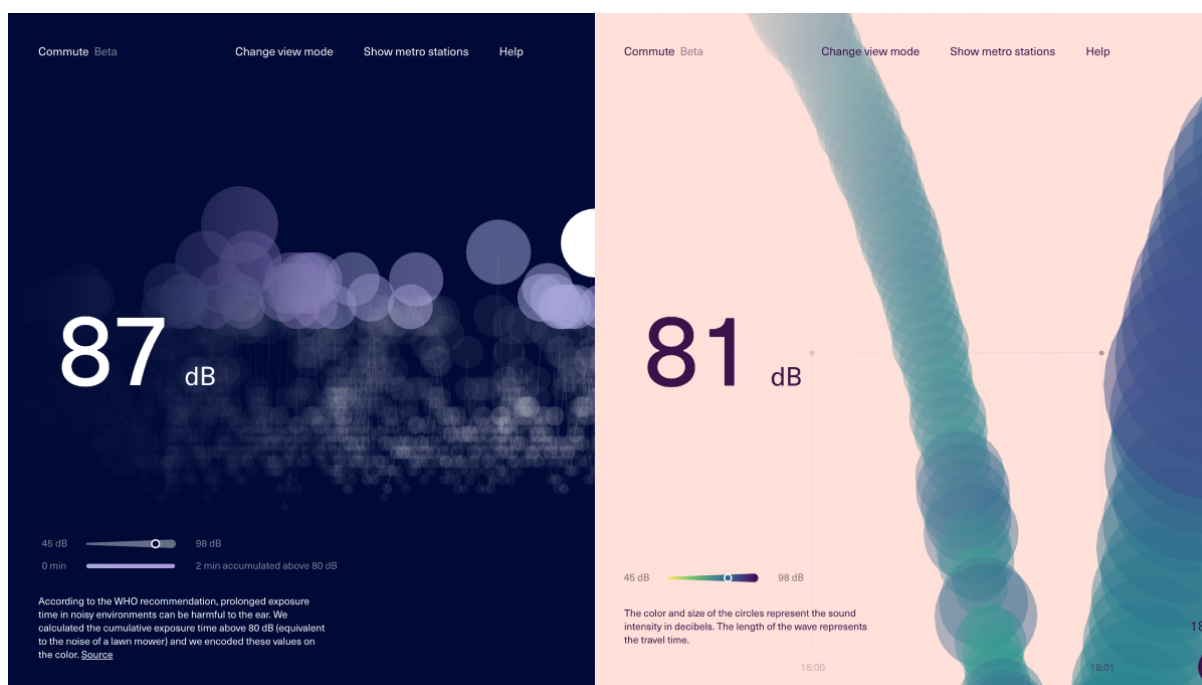 Commute Beta Change view mode Show metro stations Help
87 dB
45 dB 98 dB
0 min 2 min accumulated above 80 dB
According to the WHO recommendation, prolonged exposure
time in noisy environments can be harmful to the ear. We
calculated the cumulative exposure time above 80 dB (equivalent
to the noise of a lawn mower) and we encoded these values on
the color. Source
Commute Beta Change view mode Show metro stations Help
81 dB
45 dB 98 dB
The color and size of the circles represent the sound
intensity in decibels. The length of the wave represents
the travel time.
18:00 18:01